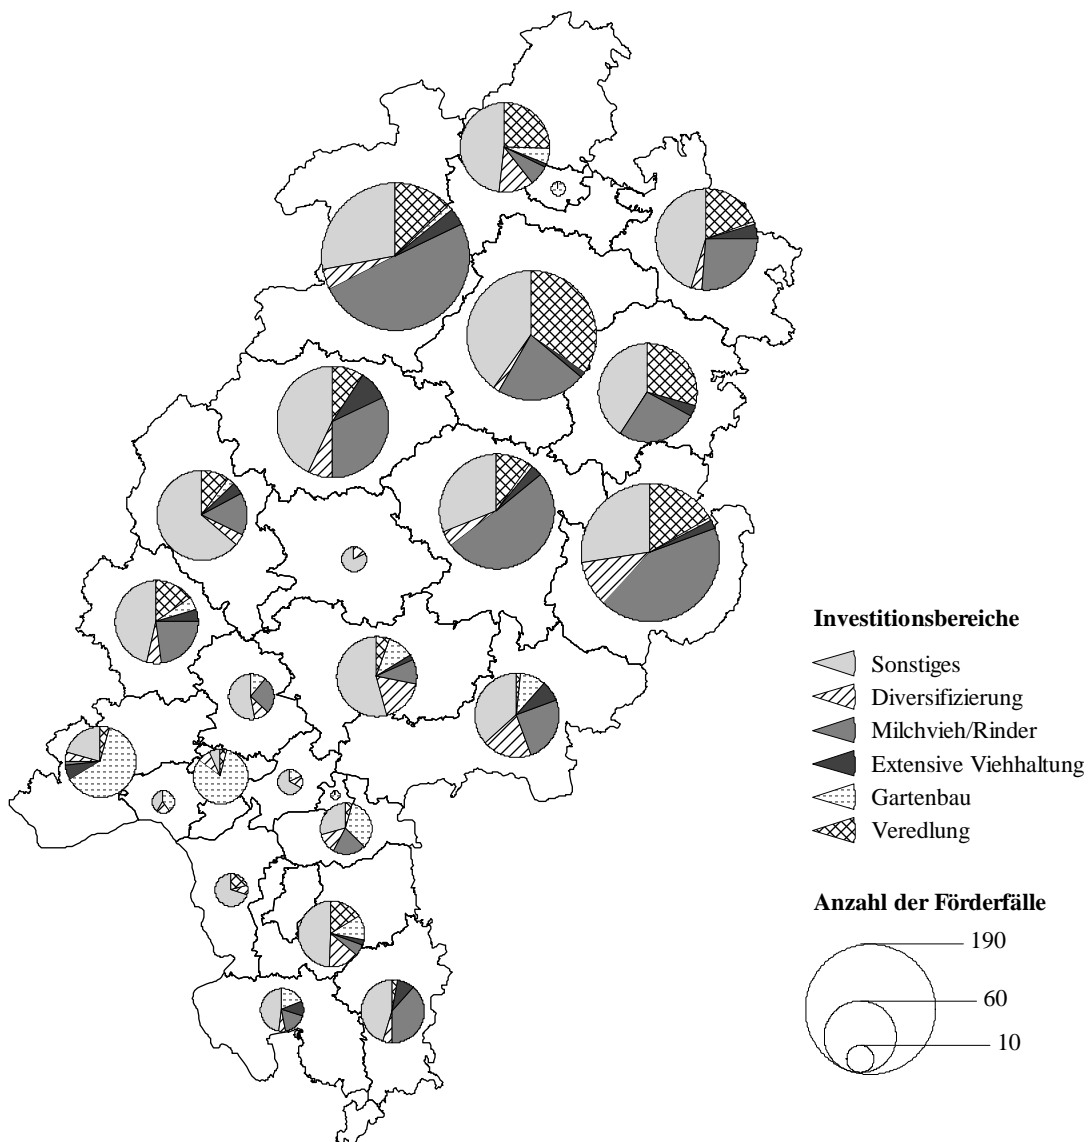 Investitionsbereiche
Sonstiges
Diversifizierung
Milchvieh/Rinder
Extensive Viehhaltung
Gartenbau
Veredlung
Anzahl der Förderfälle
190
60
10